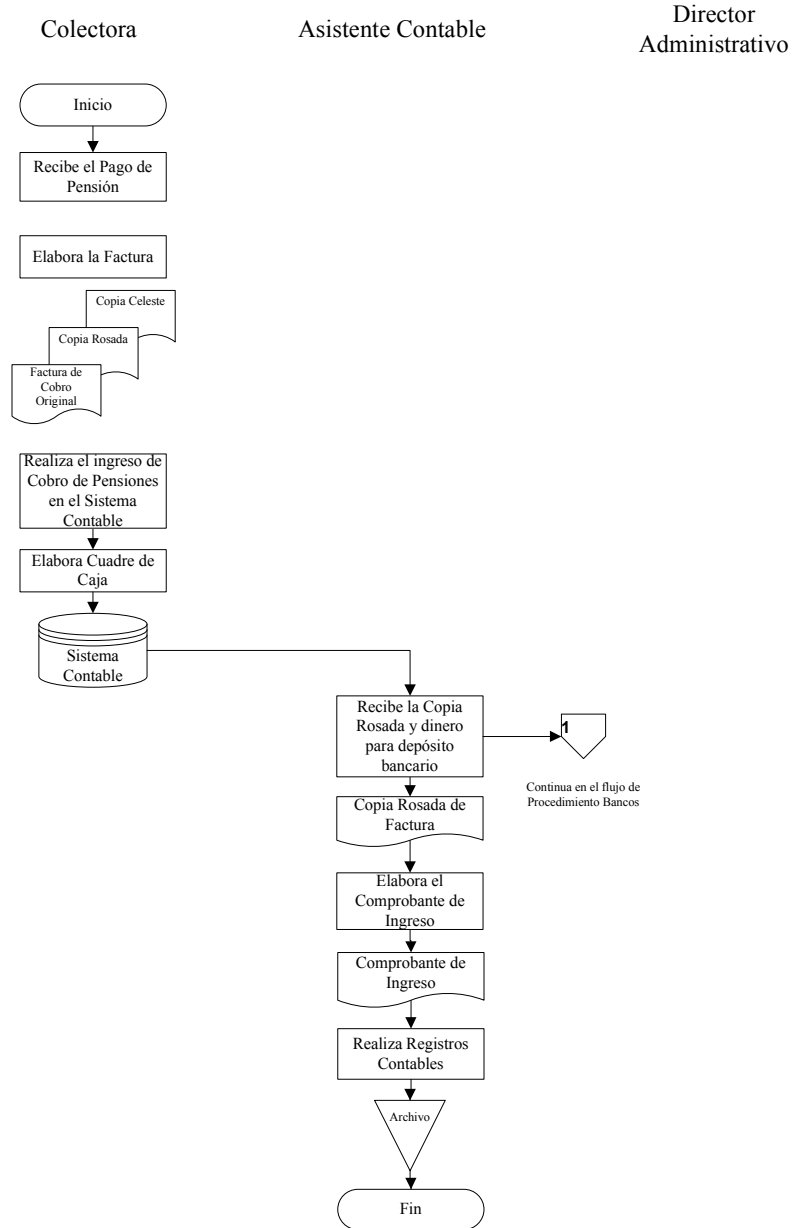 Colectora
Asistente Contable
Director
Administrativo
Inicio
Recibe el Pago de
Pensión
Elabora la Factura
Copia Celeste
Copia Rosada
Factura de
Cobro
Original
Realiza el ingreso de
Cobro de Pensiones
en el Sistema
Contable
Elabora Cuadre de
Caja
Sistema
Contable
Recibe la Copia
Rosada y dinero
para depósito
bancario
1
Continua en el flujo de
Procedimiento Bancos
Copia Rosada de
Factura
Elabora el
Comprobante de
Ingreso
Comprobante de
Ingreso
Realiza Registros
Contables
Archivo
Fin